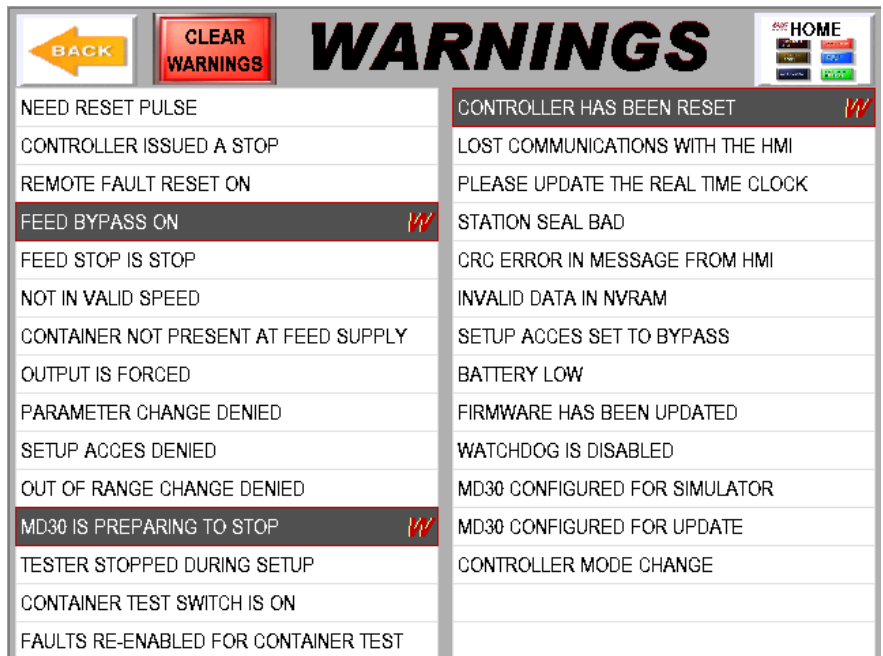 BACK
CLEAR
WARNINGS
WARNINGS
HOME
NEED RESET PULSE
CONTROLLER ISSUED A STOP
REMOTE FAULT RESET ON
FEED BYPASS ON W
FEED STOP IS STOP
NOT IN VALID SPEED
CONTAINER NOT PRESENT AT FEED SUPPLY
OUTPUT IS FORCED
PARAMETER CHANGE DENIED
SETUP ACCES DENIED
OUT OF RANGE CHANGE DENIED
MD30 IS PREPARING TO STOP W
TESTER STOPPED DURING SETUP
CONTAINER TEST SWITCH IS ON
FAULTS RE-ENABLED FOR CONTAINER TEST
CONTROLLER HAS BEEN RESET W
LOST COMMUNICATIONS WITH THE HMI
PLEASE UPDATE THE REAL TIME CLOCK
STATION SEAL BAD
CRC ERROR IN MESSAGE FROM HMI
INVALID DATA IN NVRAM
SETUP ACCES SET TO BYPASS
BATTERY LOW
FIRMWARE HAS BEEN UPDATED
WATCHDOG IS DISABLED
MD30 CONFIGURED FOR SIMULATOR
MD30 CONFIGURED FOR UPDATE
CONTROLLER MODE CHANGE